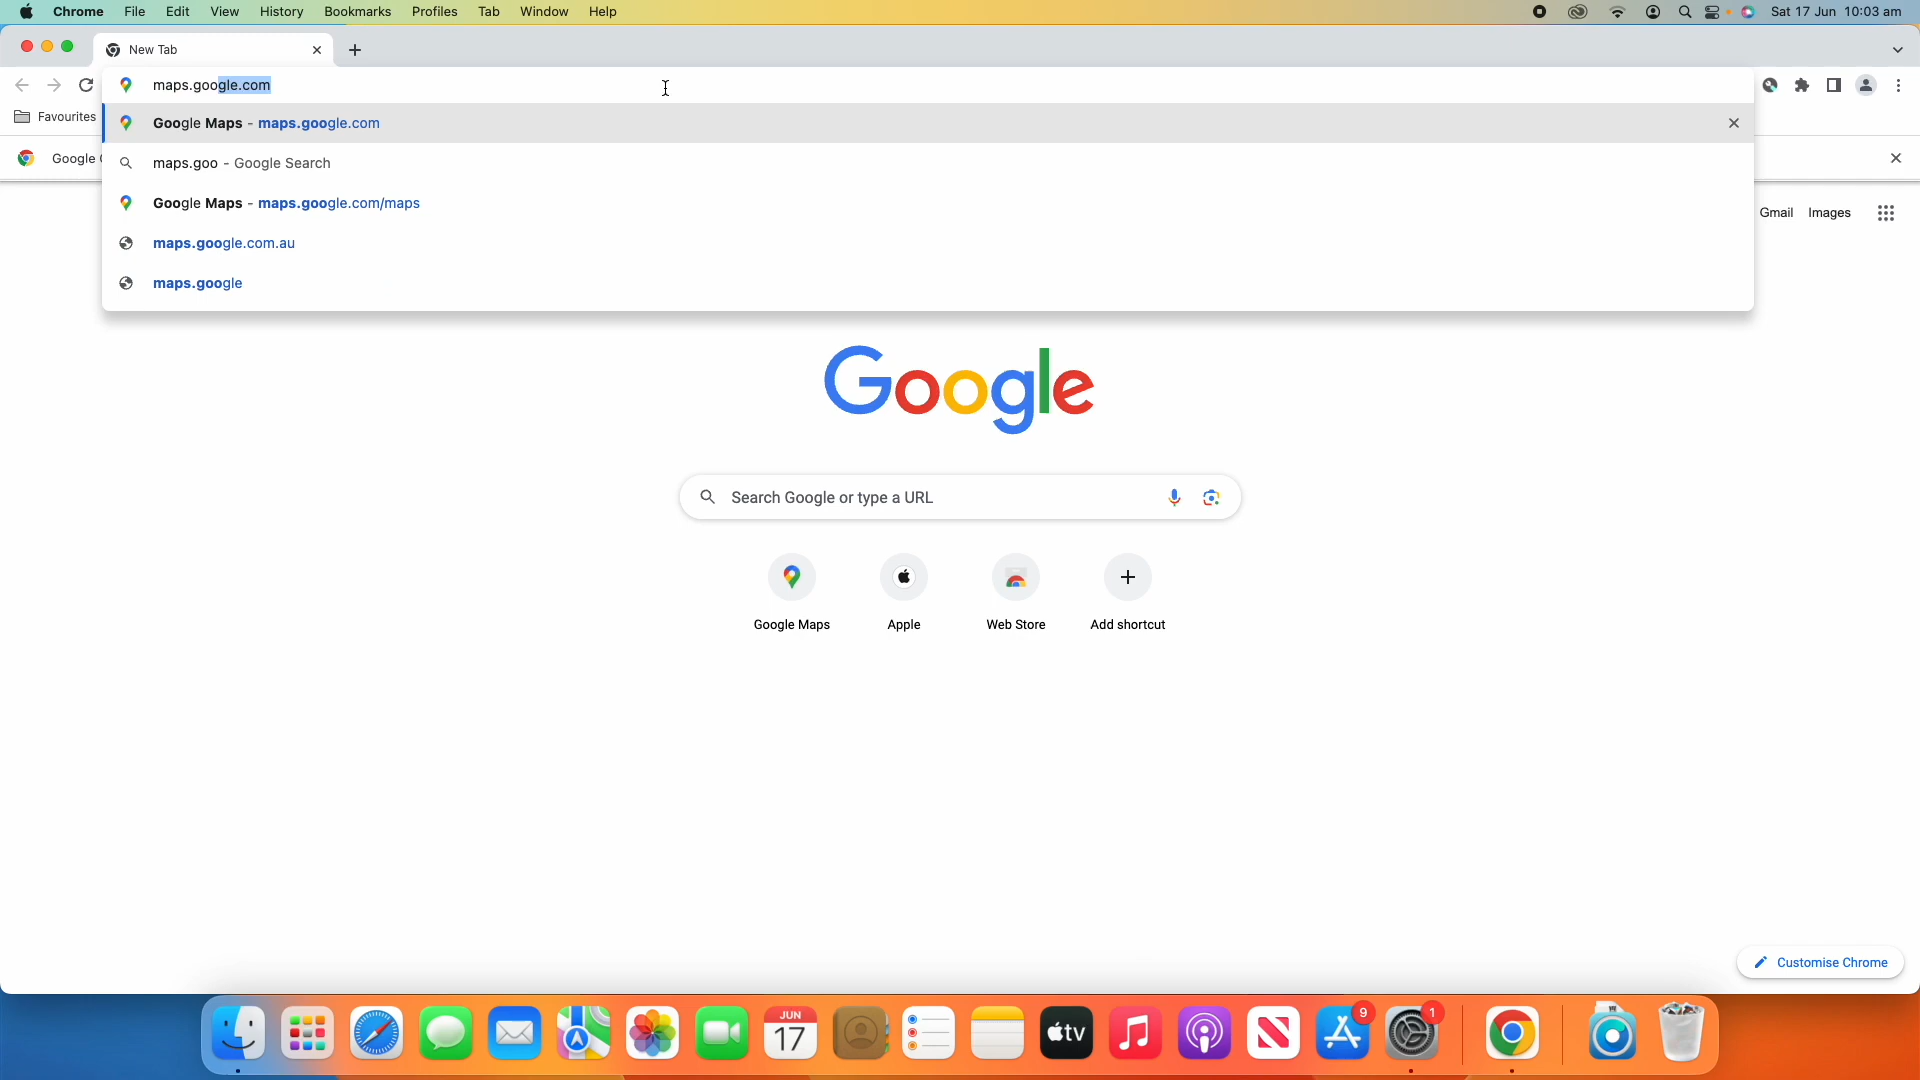 Chrome File Edit View History Bookmarks Profiles Tab Window Help Sat 17 Jun 10:03 am
New Tab
maps.google.com
Favourites
Google Maps - maps.google.com
Google
maps.goo - Google Search
Google Maps - maps.google.com/maps
Gmail Images
maps.google.com.au
maps.google
Google
Search Google or type a URL
Google Maps Apple Web Store Add shortcut
Customise Chrome
JUN
17
tv
9
1